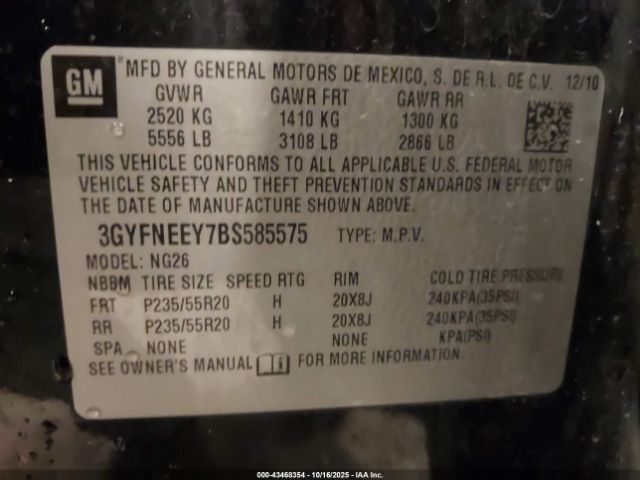 GM
MFD BY GENERAL MOTORS DE MEXICO, S. DE R.L. DE C.V. 12/10
GVWR GAWR FRT GAWR RR
2520 KG 1410 KG 1300 KG
5556 LB 3108 LB 2866 LB
THIS VEHICLE CONFORMS TO ALL APPLICABLE U.S. FEDERAL MOTOR
VEHICLE SAFETY AND THEFT PREVENTION STANDARDS IN EFFECT ON
THE DATE OF MANUFACTURE SHOWN ABOVE.
3GYFNEEY7BS585575 TYPE: M.P.V.
MODEL: NG26
NBBM TIRE SIZE SPEED RTG RIM COLD TIRE PRESSURE
FRT P235/55R20 H 20X8J 240KPA(35PSI)
RR P235/55R20 H 20X8J 240KPA(35PSI)
SPA NONE NONE KPA(PSI)
SEE OWNER'S MANUAL FOR MORE INFORMATION.
000-43468354 - 10/16/2025 - IAA Inc.